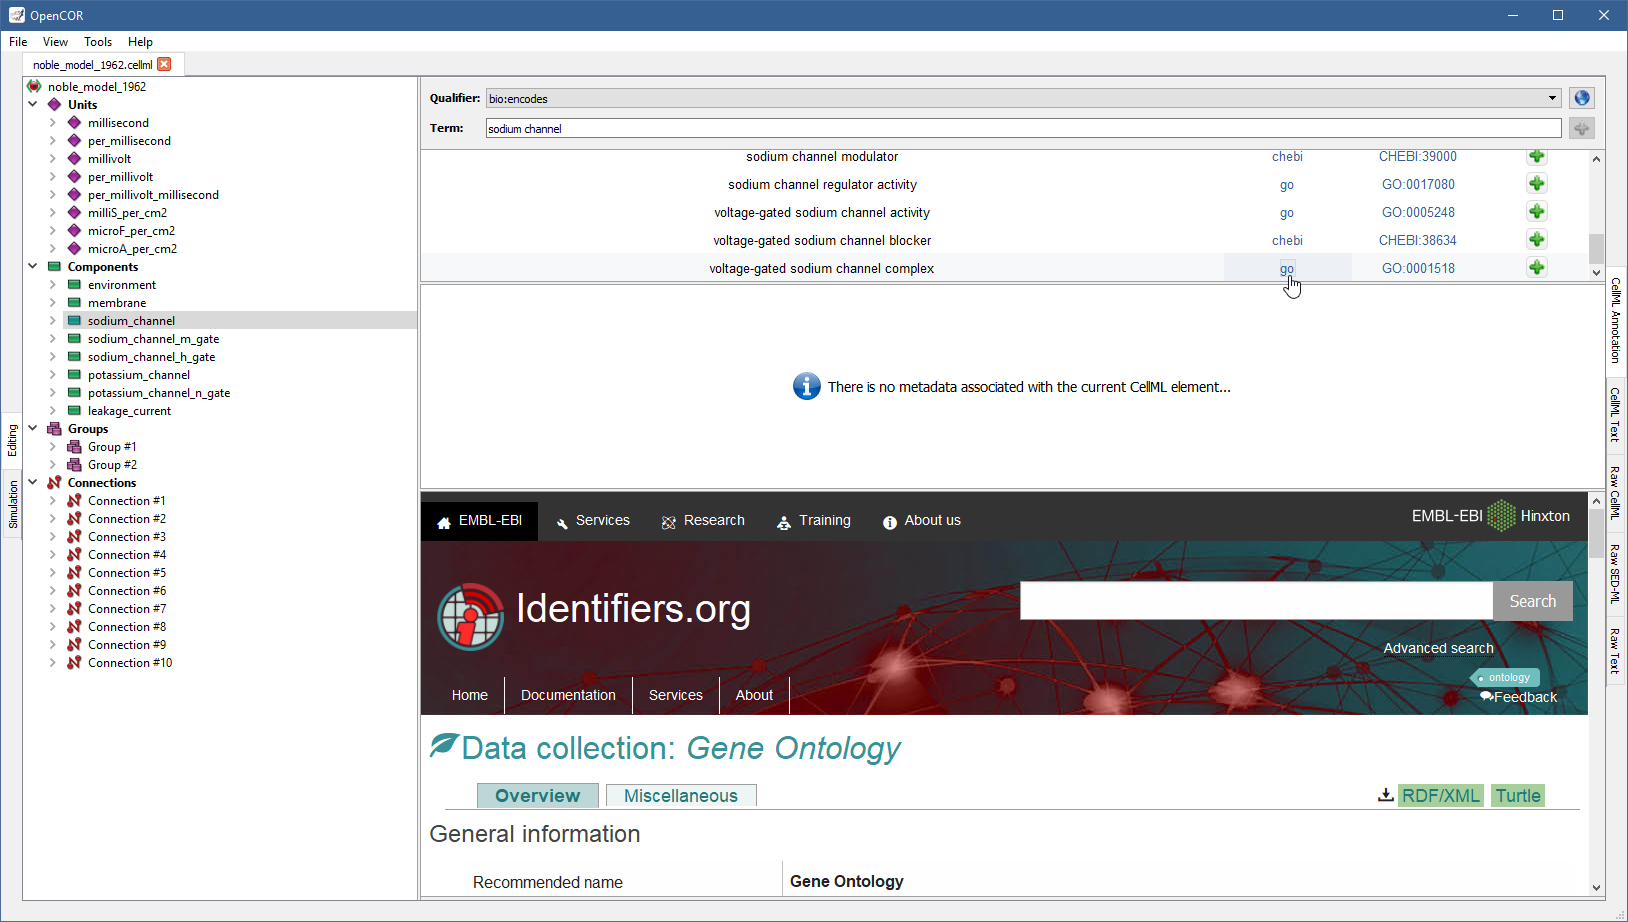 OpenCOR
File View Tools Help
noble_model_1962.cellml
noble_model_1962
Units
millisecond
per_millisecond
millivolt
per_millivolt
per_millivolt_millisecond
milliS_per_cm2
microF_per_cm2
microA_per_cm2
Components
environment
membrane
sodium_channel
sodium_channel_m_gate
sodium_channel_h_gate
potassium_channel
potassium_channel_n_gate
leakage_current
Groups
Group #1
Group #2
Connections
Connection #1
Connection #2
Connection #3
Connection #4
Connection #5
Connection #6
Connection #7
Connection #8
Connection #9
Connection #10
Editing
Simulation
Qualifier: bio:encodes
Term: sodium channel
sodium channel modulator chebi CHEBI:39000
sodium channel regulator activity go GO:0017080
voltage-gated sodium channel activity go GO:0005248
voltage-gated sodium channel blocker chebi CHEBI:38634
voltage-gated sodium channel complex go GO:0001518
There is no metadata associated with the current CellML element...
EMBL-EBI Services Research Training About us EMBL-EBI Hinxton
Identifiers.org
Search
Advanced search
ontology
Feedback
Home Documentation Services About
Data collection: Gene Ontology
Overview Miscellaneous RDF/XML Turtle
General information
Recommended name Gene Ontology
CellML Annotation
CellML Text
Raw CellML
Raw SED-ML
Raw Text